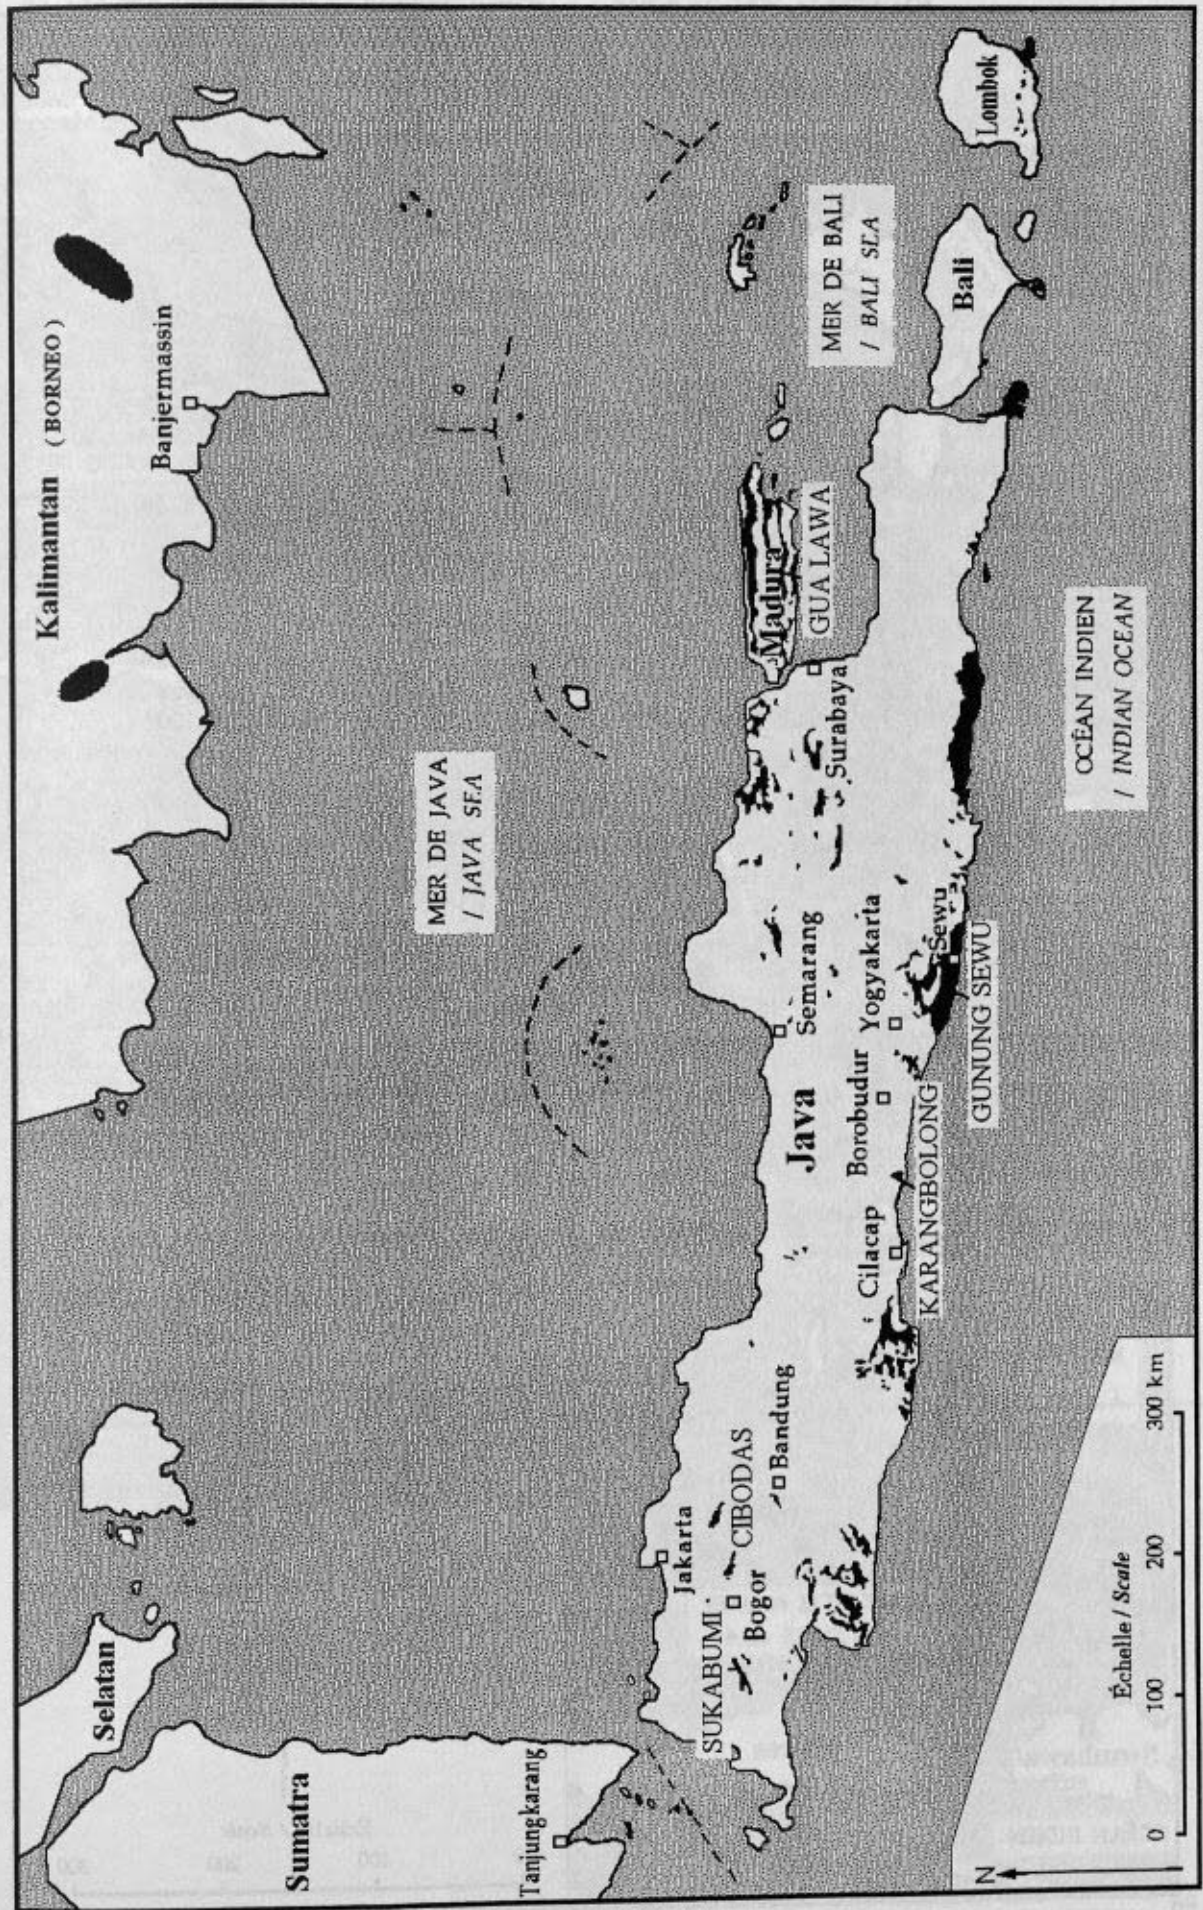 Kalimantan (BORNEO)
Banjermassin
Selatan
Sumatra
Tanjungkarang
MER DE JAVA
/ JAVA SEA
MER DE BALI
/ BALI SEA
Lombok
Bali
Madura
GUA LAWA
Surabaya
Jakarta
SUKABUMI
Bogor
CIBODAS
Bandung
Java
Semarang
Cilacap
Borobudur
Yogyakarta
Sewu
KARANGBOLONG
GUNUNG SEWU
OCÉAN INDIEN
/ INDIAN OCEAN
N
Échelle / Scale
0 100 200 300 km